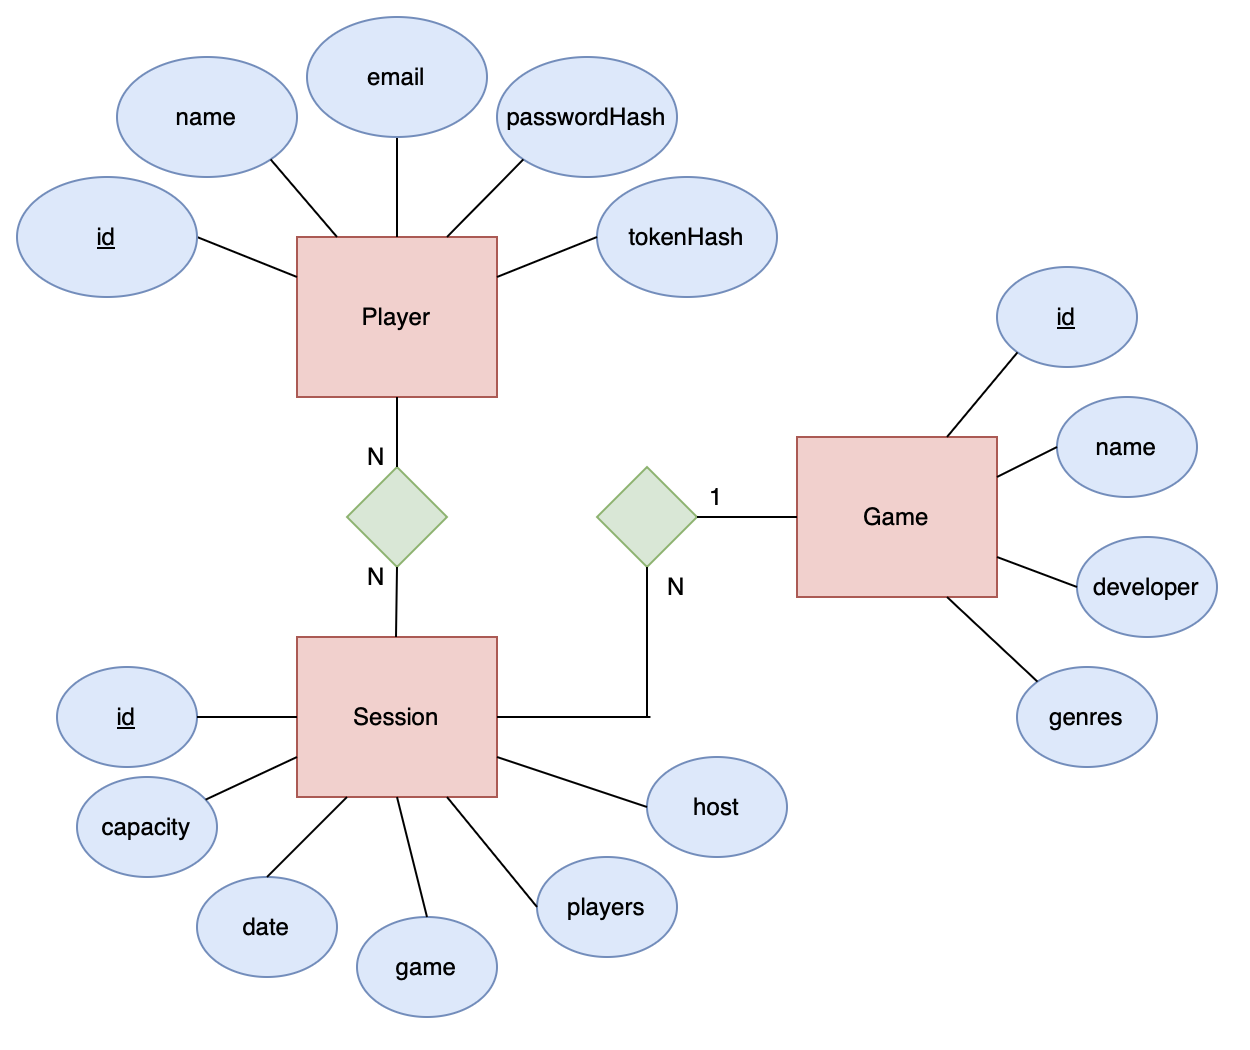 email
name
passwordHash
id
tokenHash
Player
id
name
N
1
Game
N
N
developer
id
Session
genres
host
capacity
players
date
game